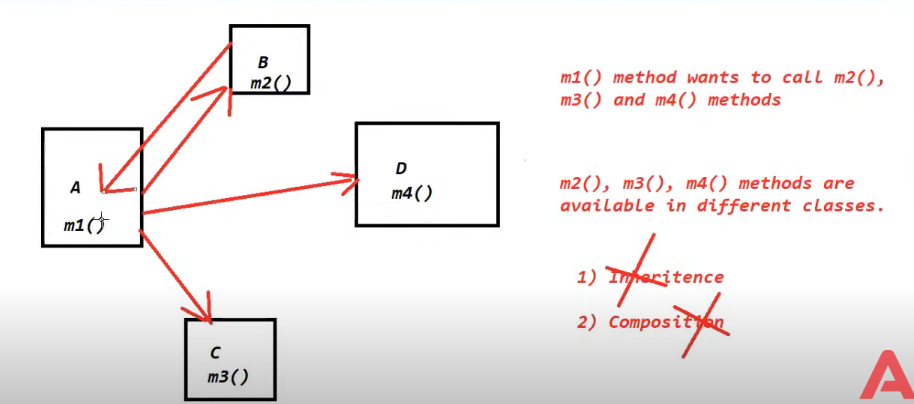 B
m2()
A
m1()
D
m4()
C
m3()
m1() method wants to call m2(),
m3() and m4() methods
m2(), m3(), m4() methods are
available in different classes.
1) Inheritence
2) Composition